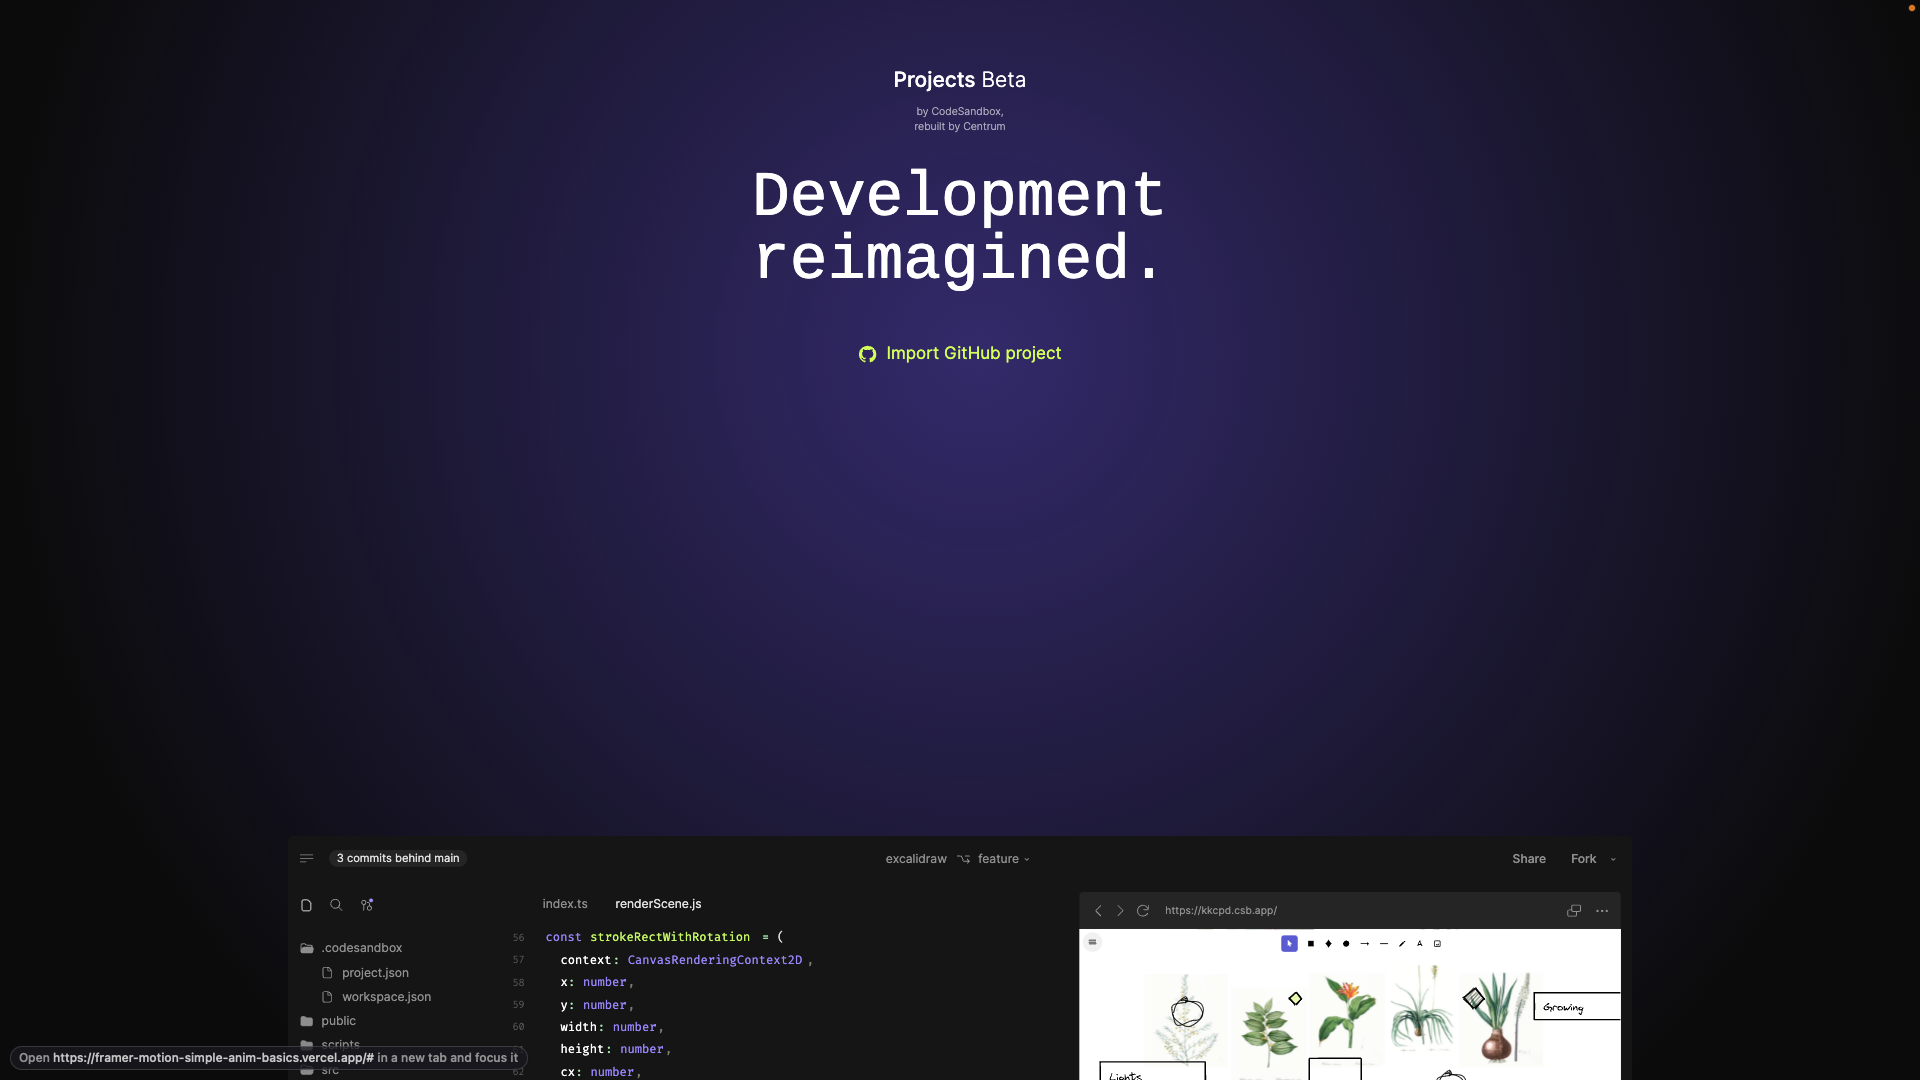 Projects Beta
by CodeSandbox,
rebuilt by Centrum
Development
reimagined.
Import GitHub project
3 commits behind main
excalidraw
feature
Share
Fork
index.ts
renderScene.js
.codesandbox
project.json
workspace.json
public
scripts
src
56 const strokeRectWithRotation = (
57 context: CanvasRenderingContext2D ,
58 x: number,
59 y: number,
60 width: number,
height: number,
62 cx: number,
https://kkcpd.csb.app/
A
Growing
Lights
Open https://framer-motion-simple-anim-basics.vercel.app/# in a new tab and focus it